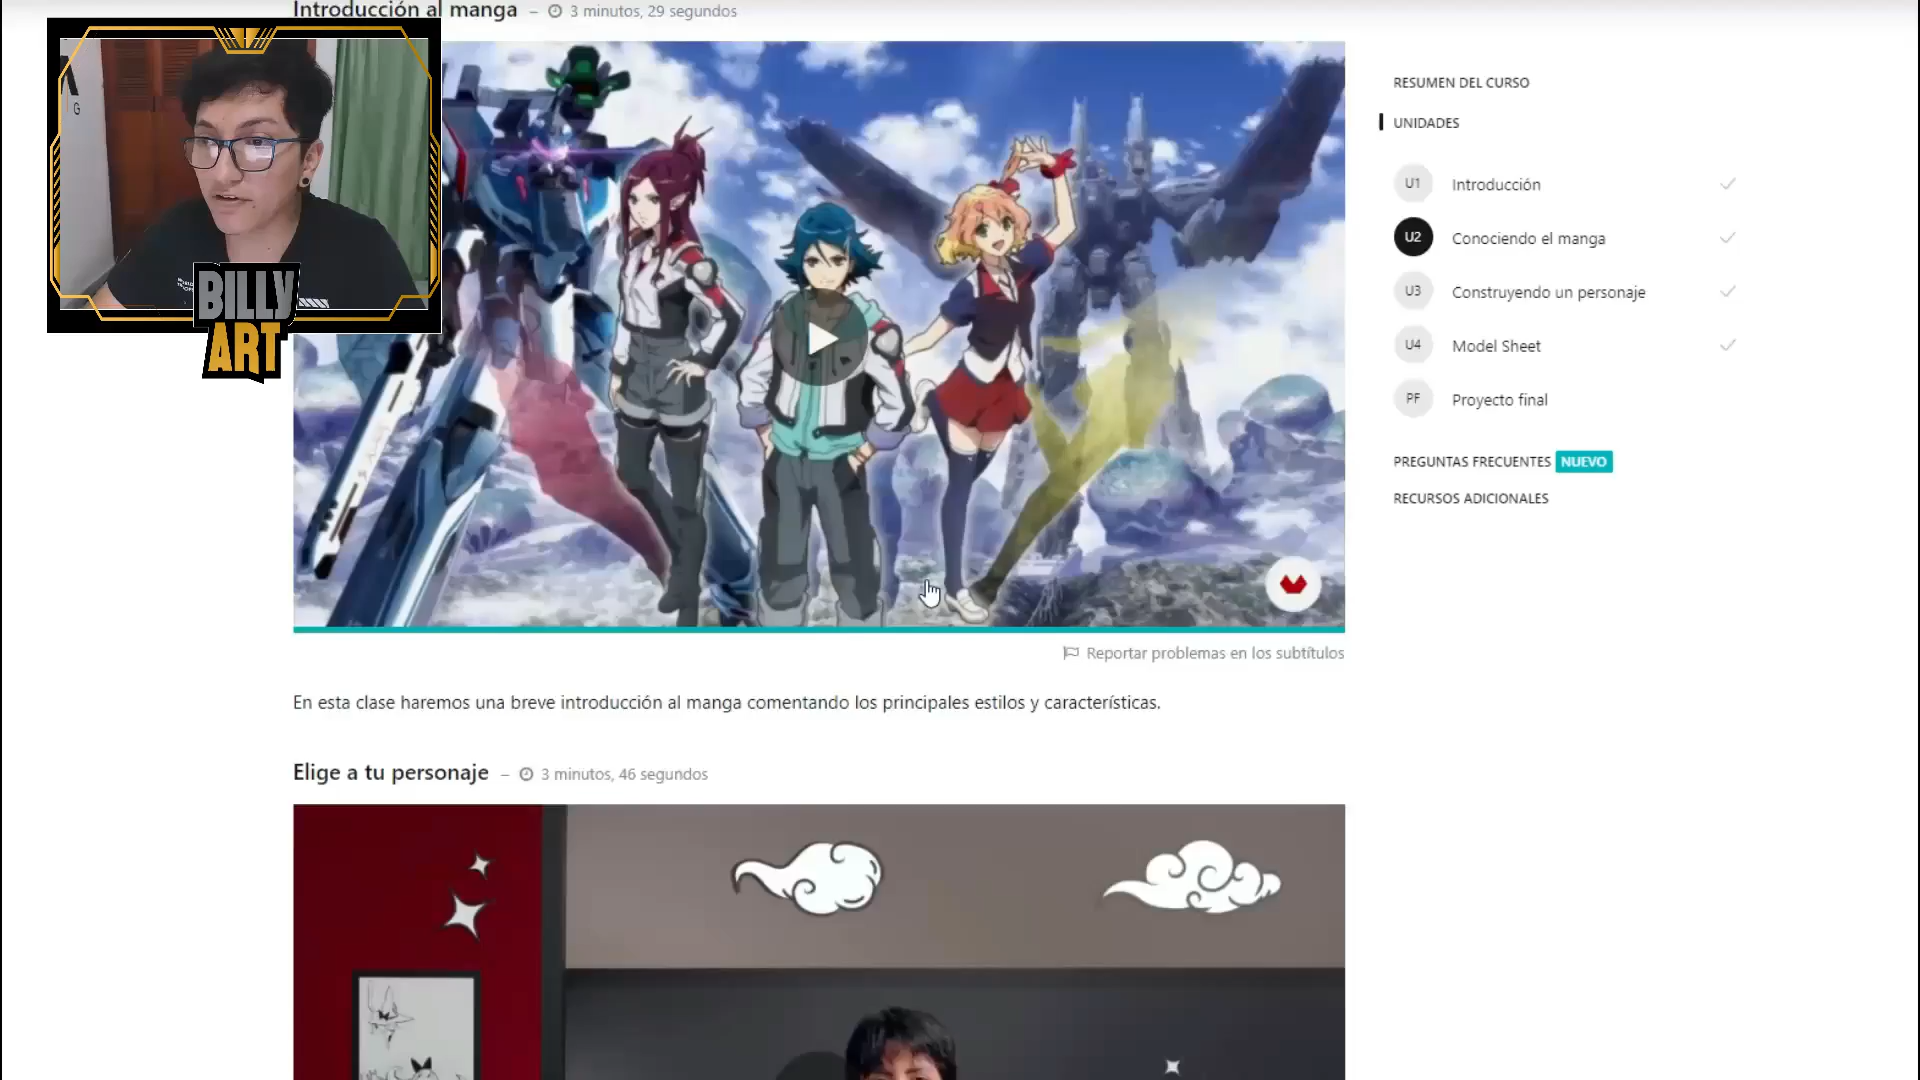 Introducción al manga – 3 minutos, 29 segundos
G
BILLY
ART
RESUMEN DEL CURSO
UNIDADES
U1 Introducción
U2 Conociendo el manga
U3 Construyendo un personaje
U4 Model Sheet
PF Proyecto final
PREGUNTAS FRECUENTES NUEVO
RECURSOS ADICIONALES
Reportar problemas en los subtítulos
En esta clase haremos una breve introducción al manga comentando los principales estilos y características.
Elige a tu personaje – 3 minutos, 46 segundos